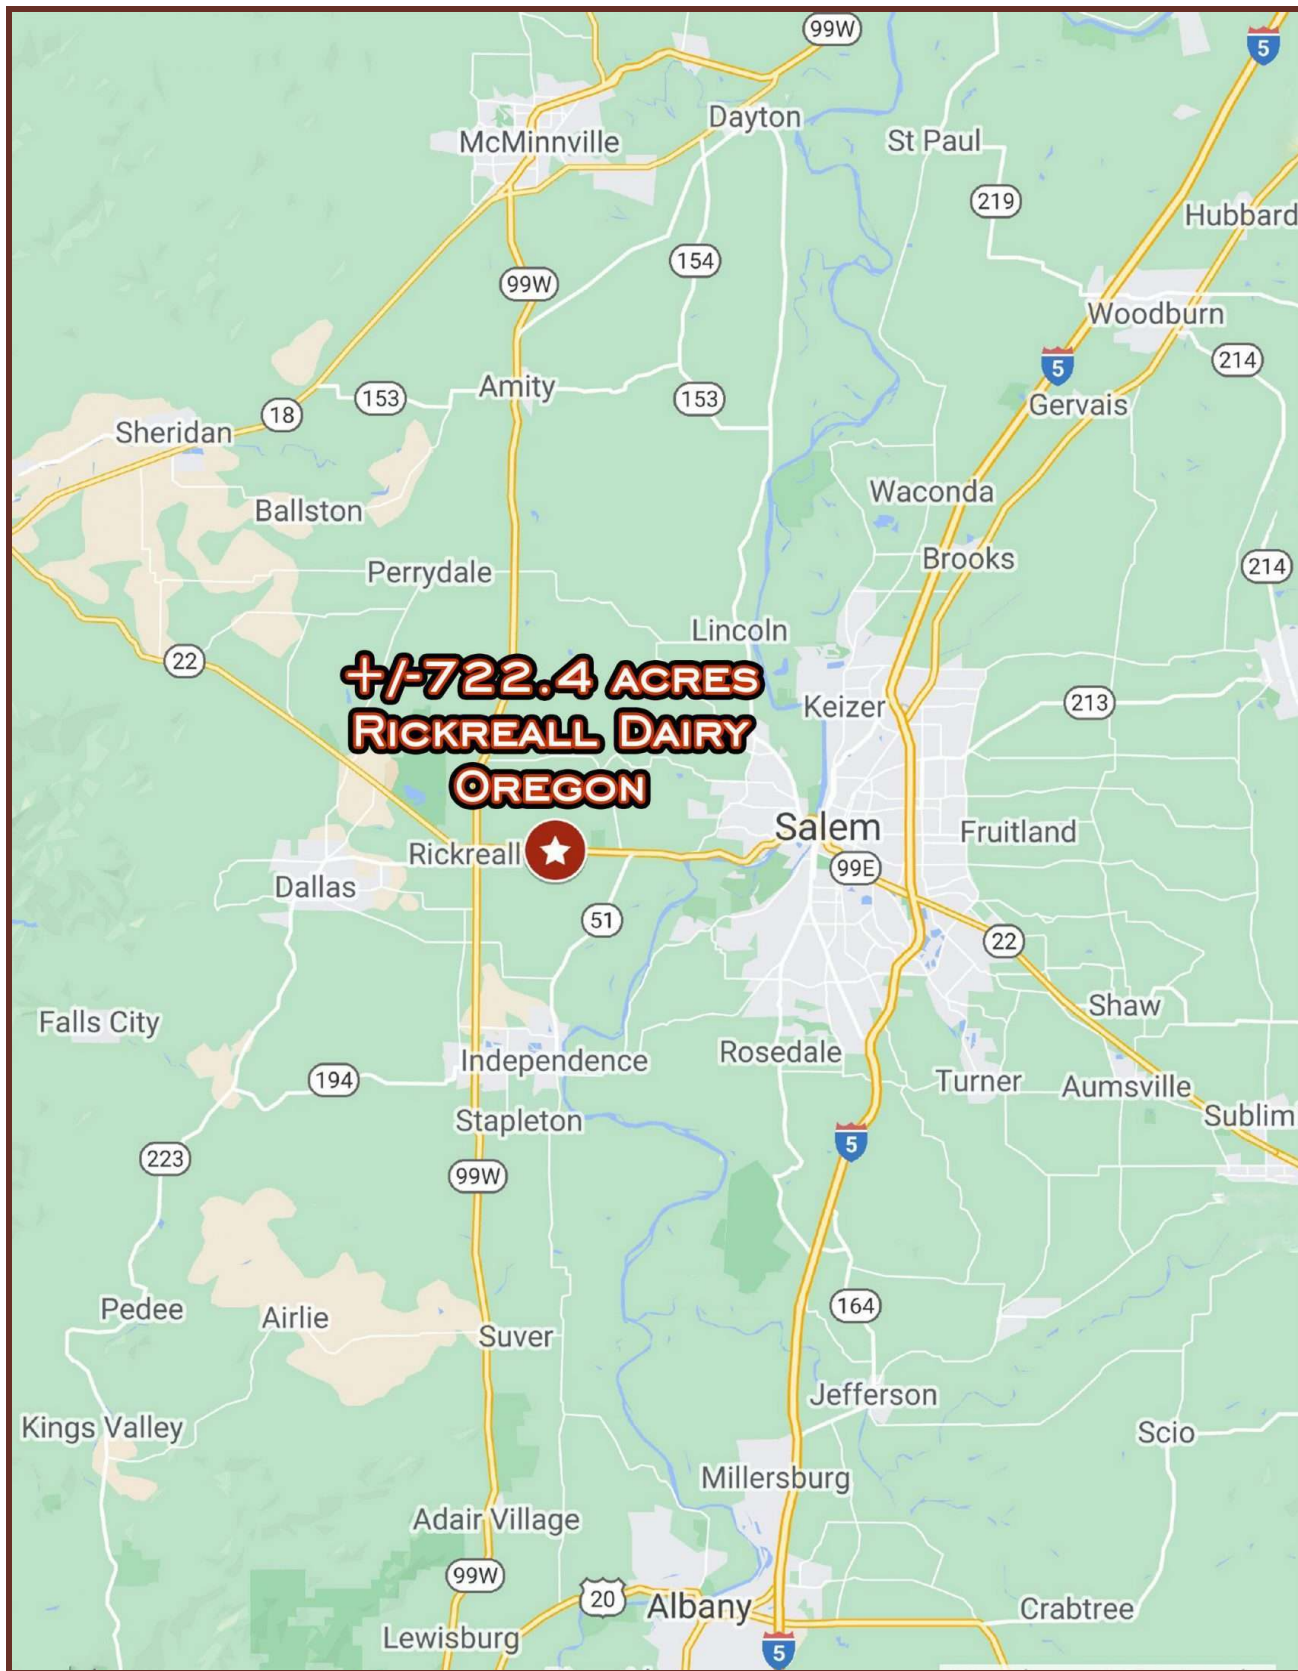 99W
5
Dayton
McMinnville
St Paul
219
Hubbard
154
99W
Woodburn
5
214
Amity
153
153
Gervais
18
Sheridan
Waconda
Ballston
Brooks
214
Perrydale
Lincoln
22
+/-722.4 ACRES
RICKREALL DAIRY
OREGON
Keizer
213
Salem
Fruitland
Rickreall
99E
Dallas
51
22
Shaw
Falls City
Rosedale
Independence
194
Turner
Aumsville
Stapleton
Sublim
5
223
99W
Pedee
Airlie
164
Suver
Jefferson
Kings Valley
Scio
Millersburg
Adair Village
99W
20
Albany
Crabtree
Lewisburg
5